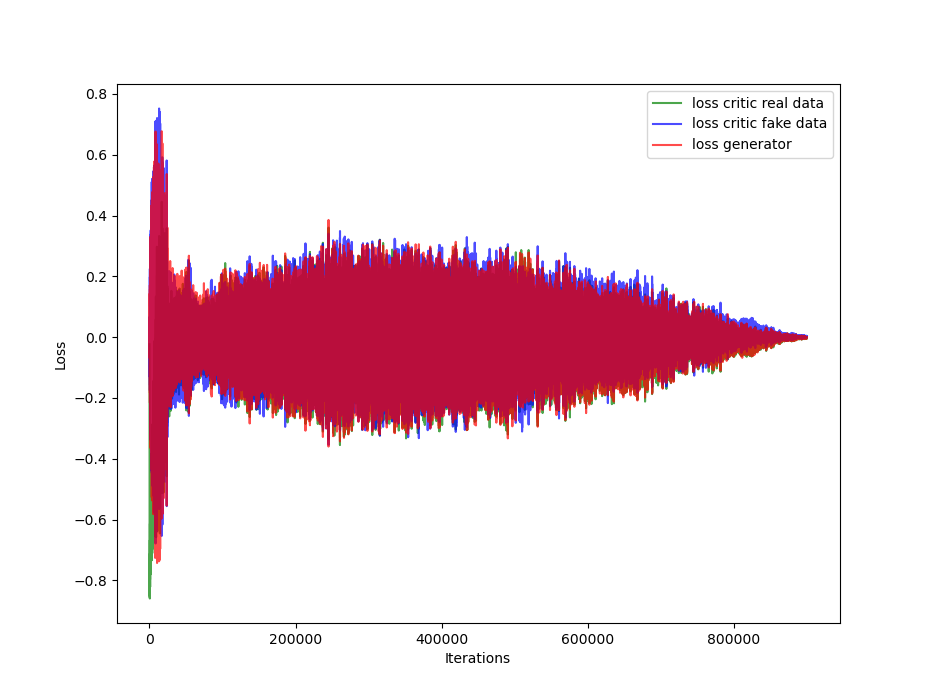 loss critic real data
loss critic fake data
loss generator
0.8
0.6
0.4
0.2
0.0
−0.2
−0.4
−0.6
−0.8
Loss
0 200000 400000 600000 800000
Iterations